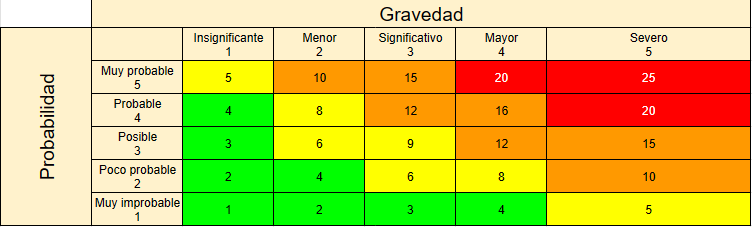 Gravedad
Probabilidad
Insignificante Menor Significativo Mayor Severo
1 2 3 4 5
Muy probable
5 5 10 15 20 25
Probable
4 4 8 12 16 20
Posible
3 3 6 9 12 15
Poco probable
2 2 4 6 8 10
Muy improbable
1 1 2 3 4 5